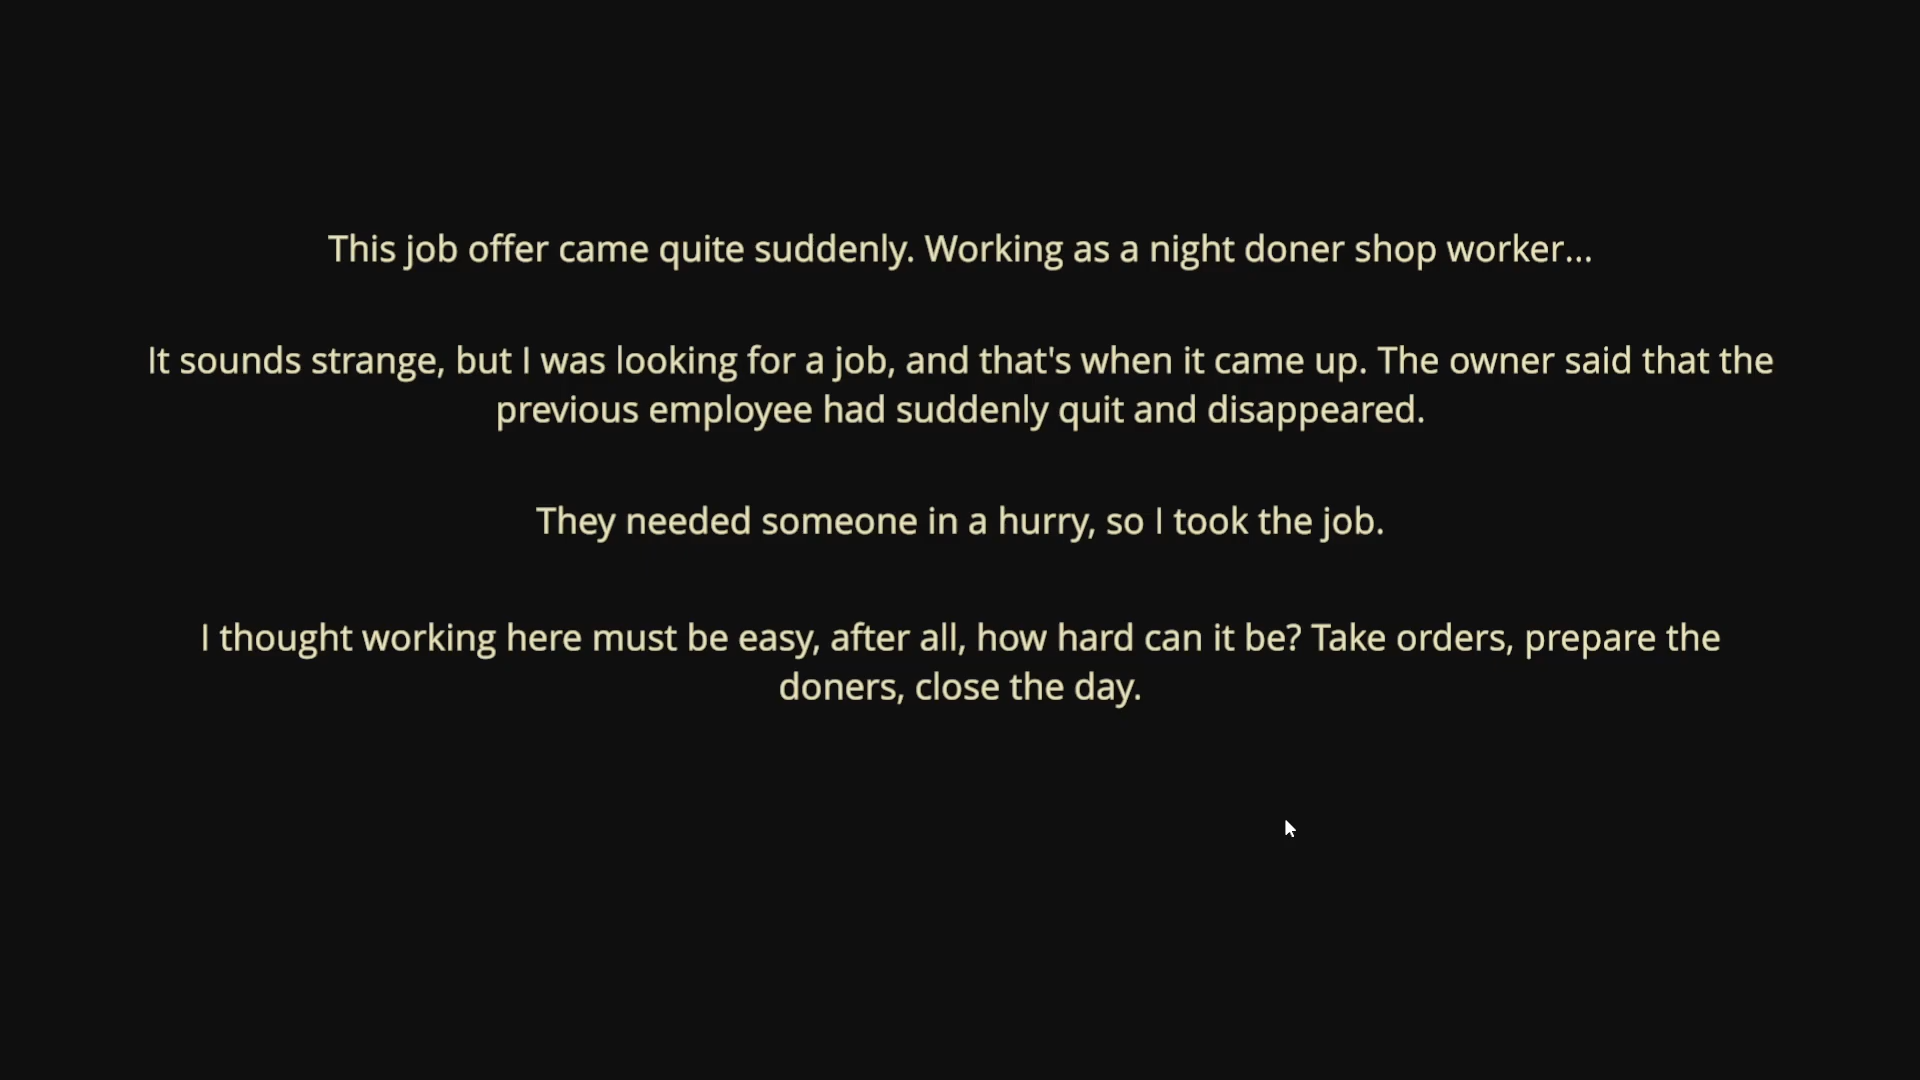 This job offer came quite suddenly. Working as a night doner shop worker...
It sounds strange, but I was looking for a job, and that's when it came up. The owner said that the
previous employee had suddenly quit and disappeared.
They needed someone in a hurry, so I took the job.
I thought working here must be easy, after all, how hard can it be? Take orders, prepare the
doners, close the day.